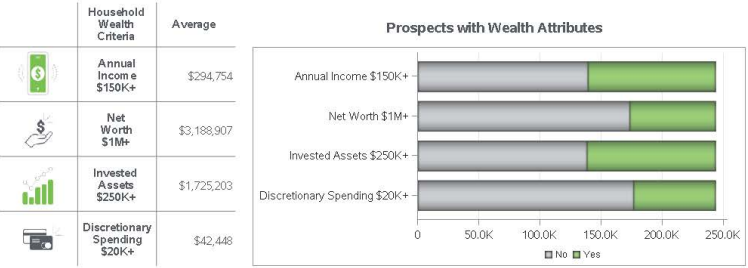 Household
Wealth
Criteria
Average
Annual
Income
$150K+
$294,754
Net
Worth
$1M+
$3,188,907
Invested
Assets
$250K+
$1,725,203
Discretionary
Spending
$20K+
$42,448
Prospects with Wealth Attributes
Annual Income $150K+
Net Worth $1M+
Invested Assets $250K+
Discretionary Spending $20K+
0 50.0K 100.0K 150.0K 200.0K 250.0K
No Yes